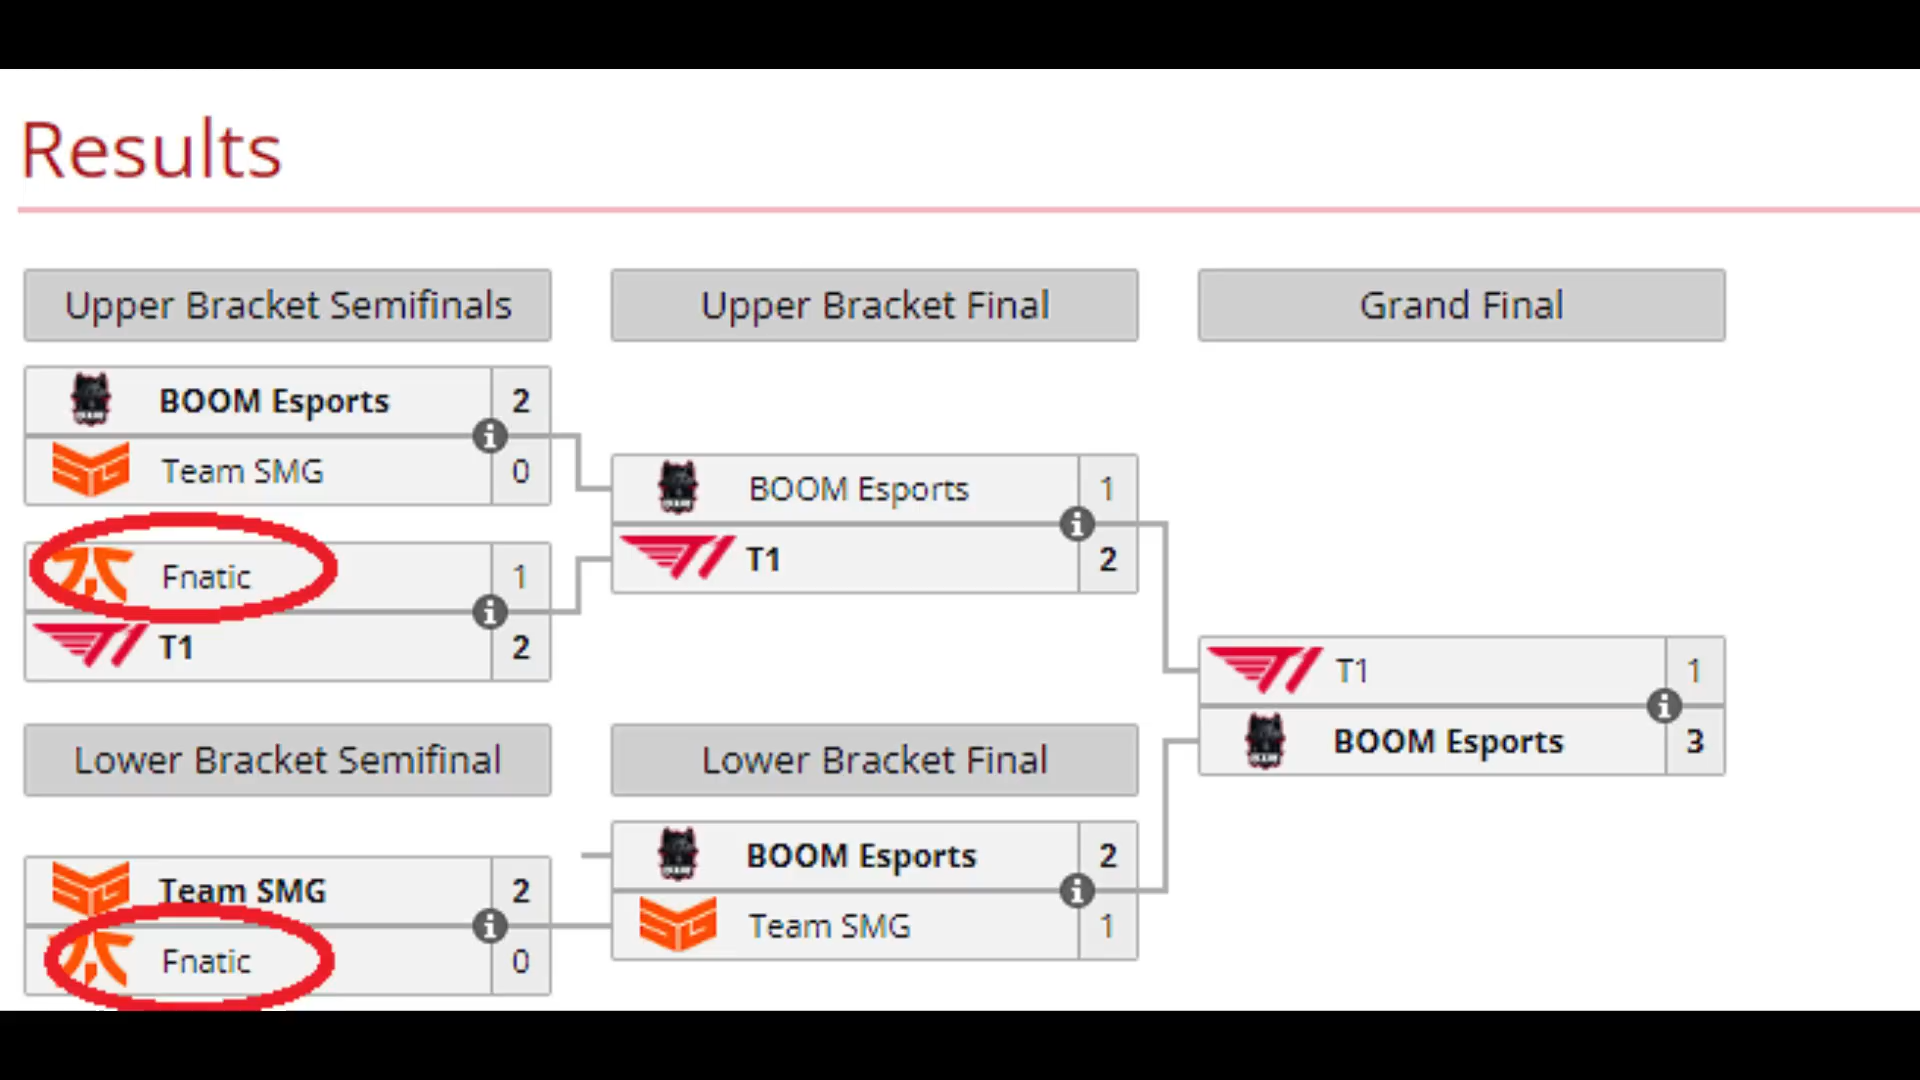 Results
Upper Bracket Semifinals
Upper Bracket Final
Grand Final
BOOM Esports 2
Team SMG 0
Fnatic 1
T1 2
BOOM Esports 1
T1 2
T1 1
BOOM Esports 3
Lower Bracket Semifinal
Lower Bracket Final
Team SMG 2
Fnatic 0
BOOM Esports 2
Team SMG 1